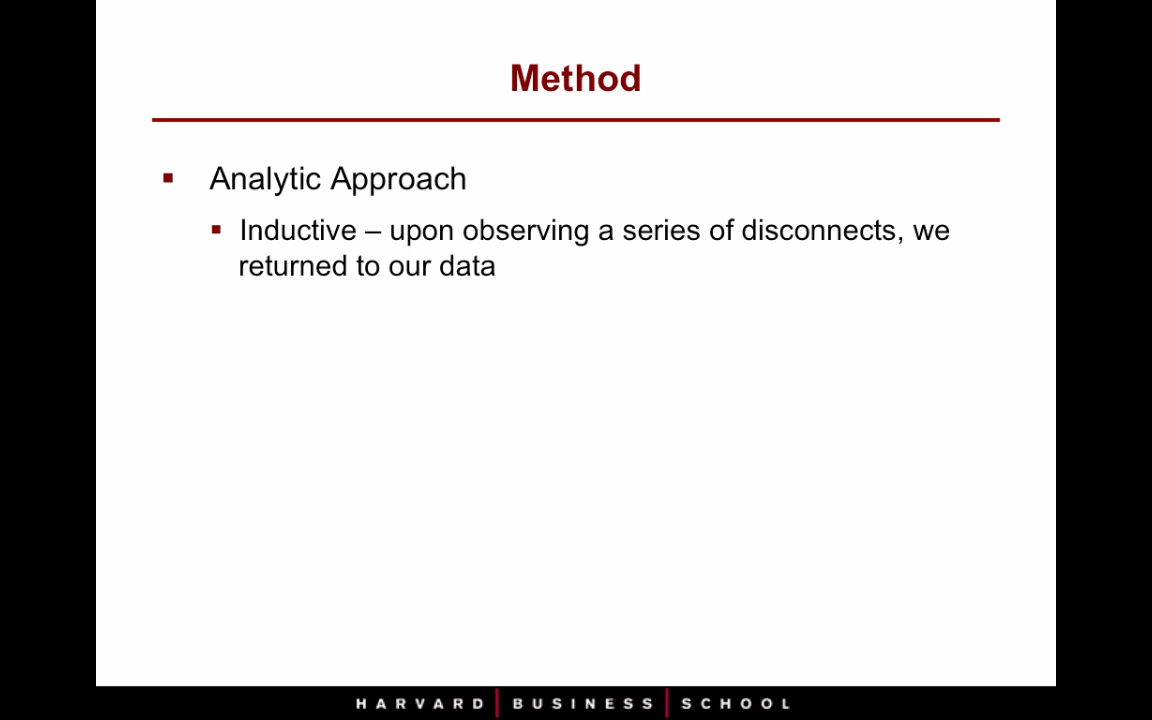 Method
Analytic Approach
Inductive – upon observing a series of disconnects, we
returned to our data
HARVARD | BUSINESS | SCHOOL